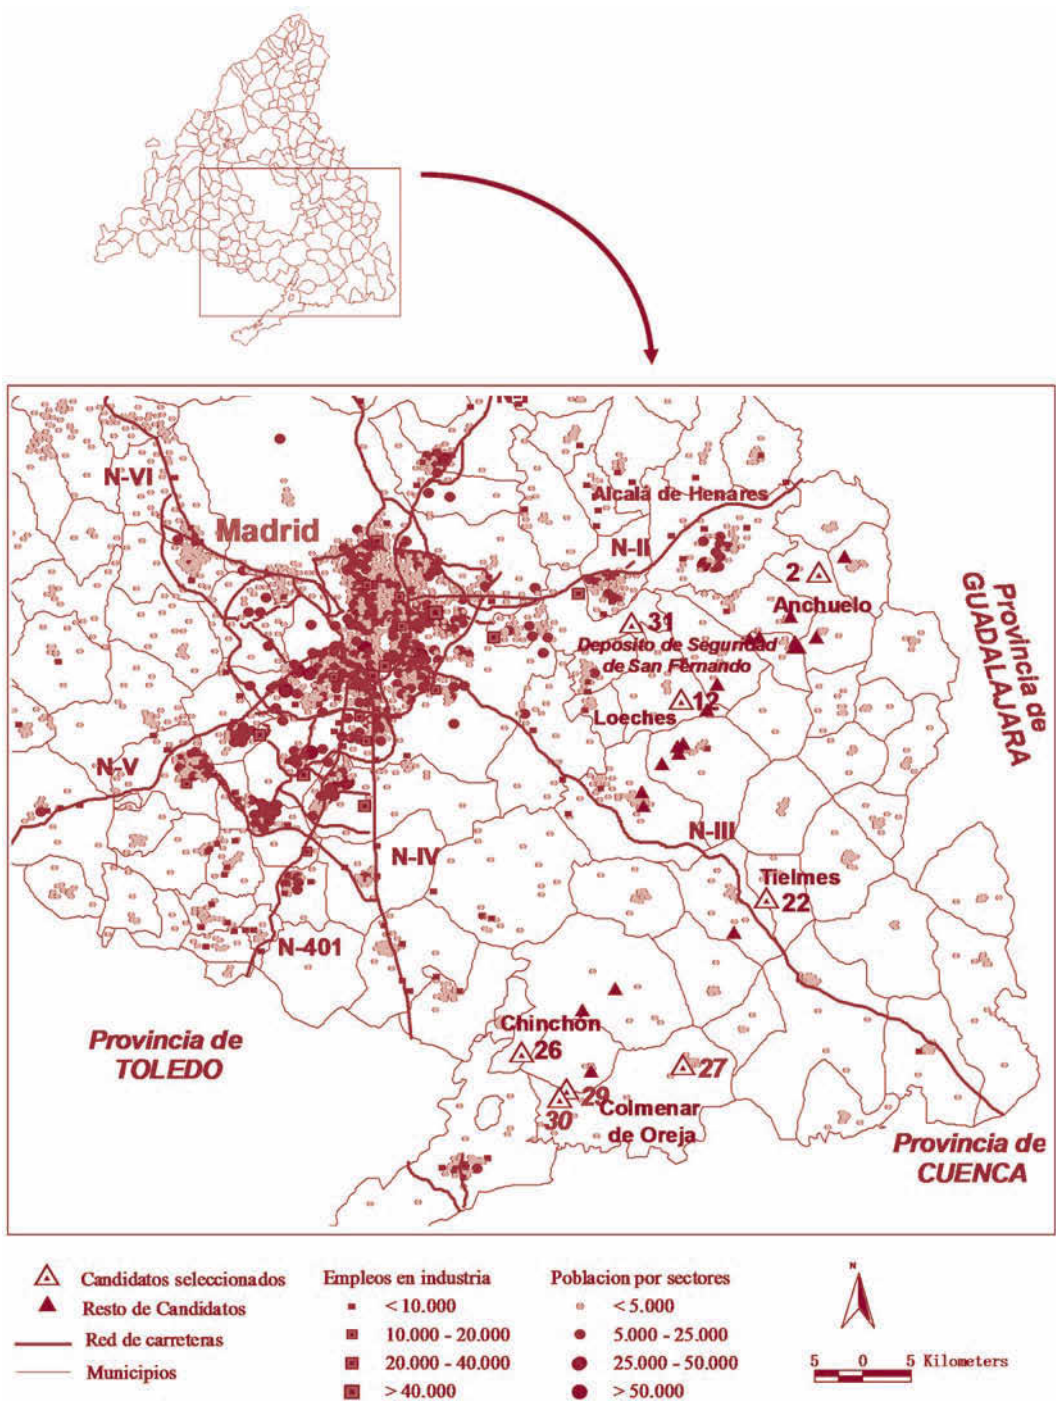 N-I
N-VI
Alcalá de Henares
Madrid
N-II
2
Anchuelo
31
Deposito de Seguridad
de San Fernando
Provincia de
GUADALAJARA
12
Loeches
N-V
N-III
N-IV
Tielmes
22
N-401
Provincia de
TOLEDO
Chinchón
26
27
29
30
Colmenar
de Oreja
Provincia de
CUENCA
Candidatos seleccionados
Resto de Candidatos
Red de carreteras
Municipios
Empleos en industria
< 10.000
10.000 - 20.000
20.000 - 40.000
> 40.000
Poblacion por sectores
< 5.000
5.000 - 25.000
25.000 - 50.000
> 50.000
N
5 0 5 Kilometers